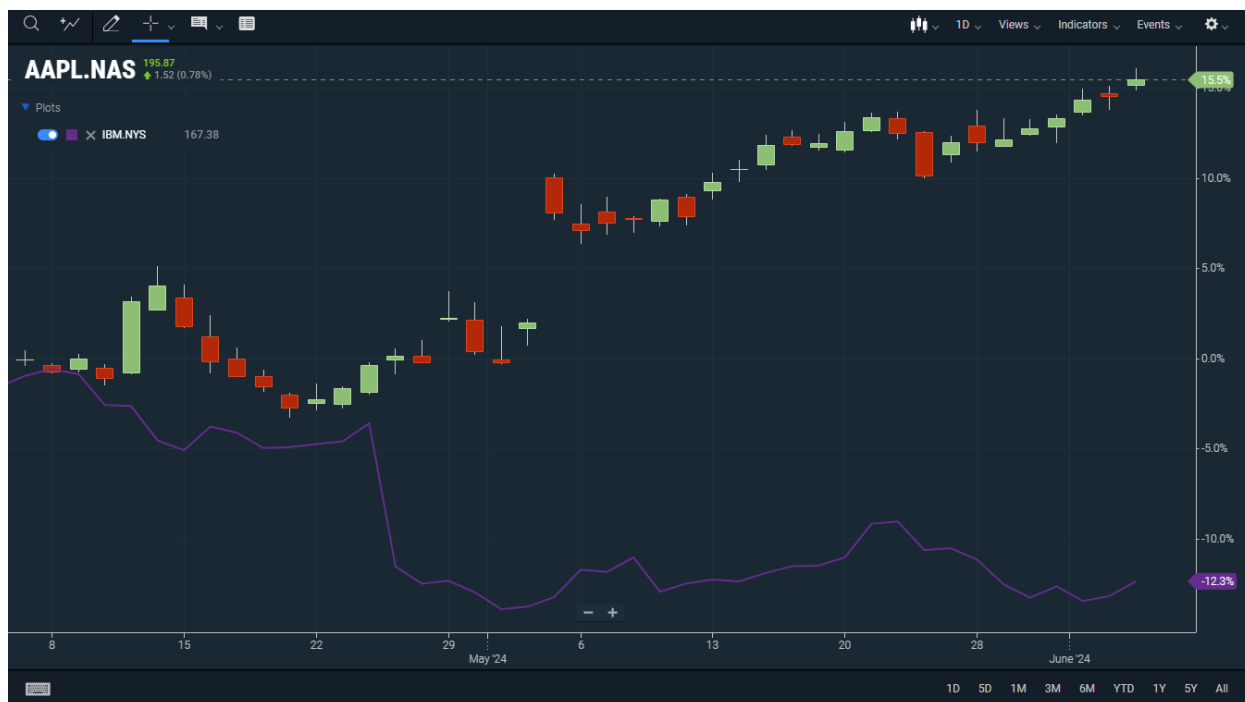 1D Views Indicators Events
AAPL.NAS 195.87
1.52 (0.78%)
Plots
IBM.NYS 167.38
15.5%
10.0%
5.0%
0.0%
-5.0%
-10.0%
-12.3%
8 15 22 29 6 13 20 28
May '24 June '24
1D 5D 1M 3M 6M YTD 1Y 5Y All